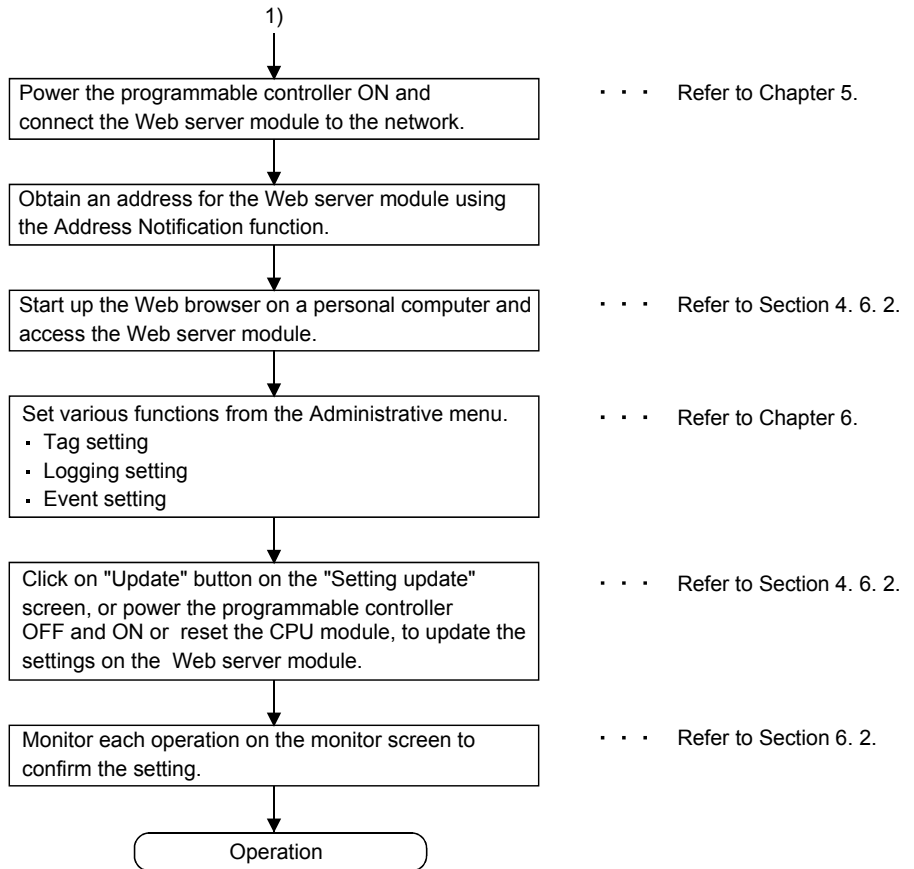 1)
Power the programmable controller ON and
connect the Web server module to the network.
· · · Refer to Chapter 5.
Obtain an address for the Web server module using
the Address Notification function.
Start up the Web browser on a personal computer and
access the Web server module.
· · · Refer to Section 4. 6. 2.
Set various functions from the Administrative menu.
· Tag setting
· Logging setting
· Event setting
· · · Refer to Chapter 6.
Click on "Update" button on the "Setting update"
screen, or power the programmable controller
OFF and ON or reset the CPU module, to update the
settings on the Web server module.
· · · Refer to Section 4. 6. 2.
Monitor each operation on the monitor screen to
confirm the setting.
· · · Refer to Section 6. 2.
Operation